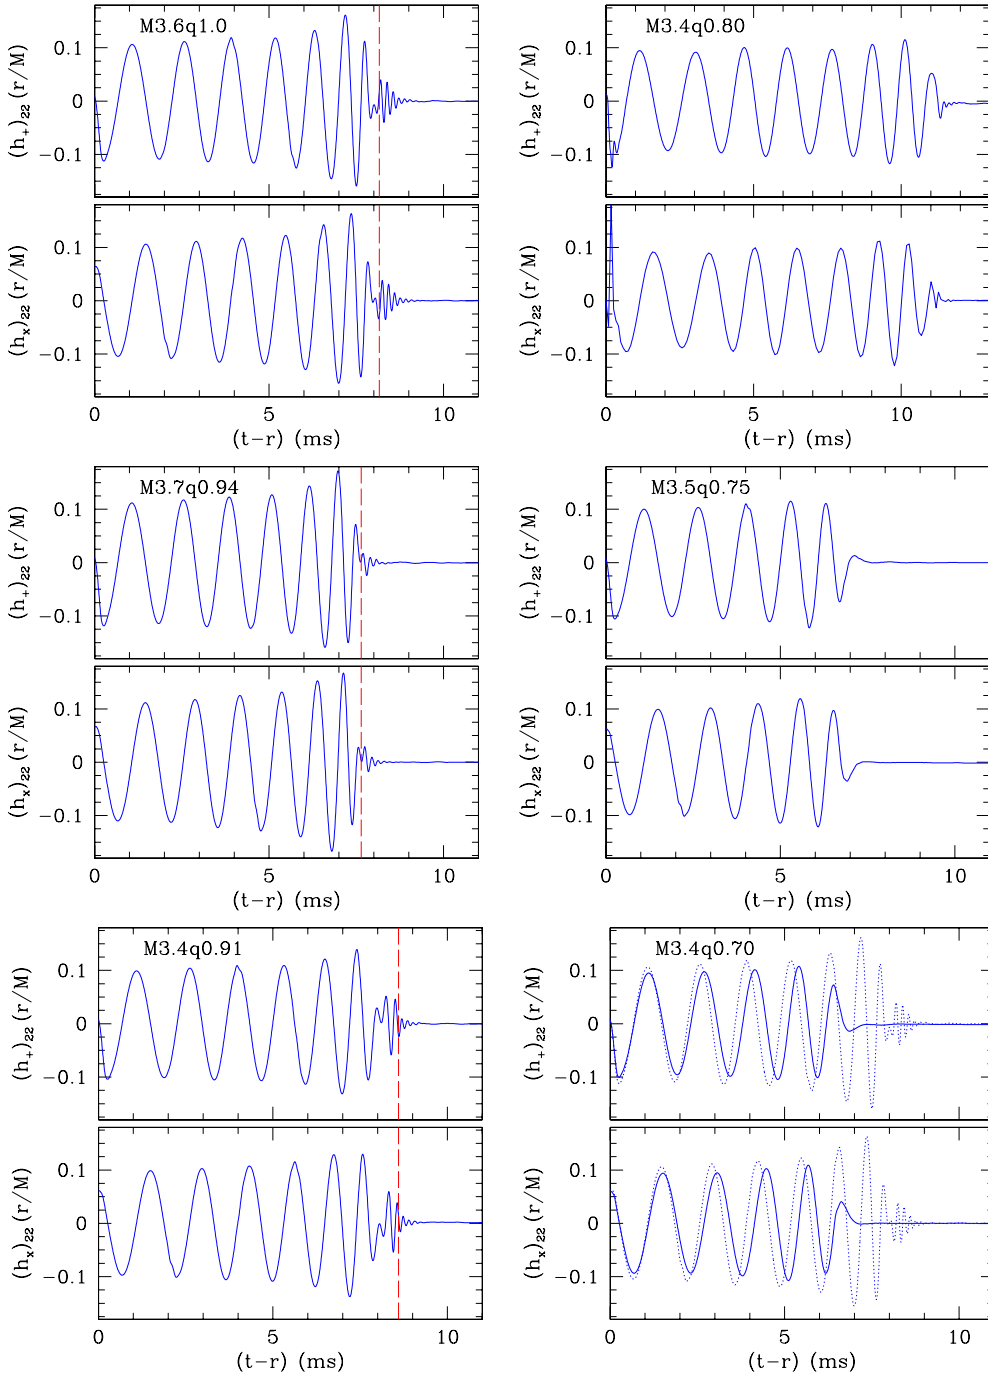 M3.6q1.0
(h₊)₂₂(r/M)
0.1
0
−0.1
(hₓ)₂₂(r/M)
0.1
0
−0.1
0 5 10
(t−r) (ms)
M3.4q0.80
(h₊)₂₂(r/M)
0.1
0
−0.1
(hₓ)₂₂(r/M)
0.1
0
−0.1
0 5 10
(t−r) (ms)
M3.7q0.94
(h₊)₂₂(r/M)
0.1
0
−0.1
(hₓ)₂₂(r/M)
0.1
0
−0.1
0 5 10
(t−r) (ms)
M3.5q0.75
(h₊)₂₂(r/M)
0.1
0
−0.1
(hₓ)₂₂(r/M)
0.1
0
−0.1
0 5 10
(t−r) (ms)
M3.4q0.91
(h₊)₂₂(r/M)
0.1
0
−0.1
(hₓ)₂₂(r/M)
0.1
0
−0.1
0 5 10
(t−r) (ms)
M3.4q0.70
(h₊)₂₂(r/M)
0.1
0
−0.1
(hₓ)₂₂(r/M)
0.1
0
−0.1
0 5 10
(t−r) (ms)